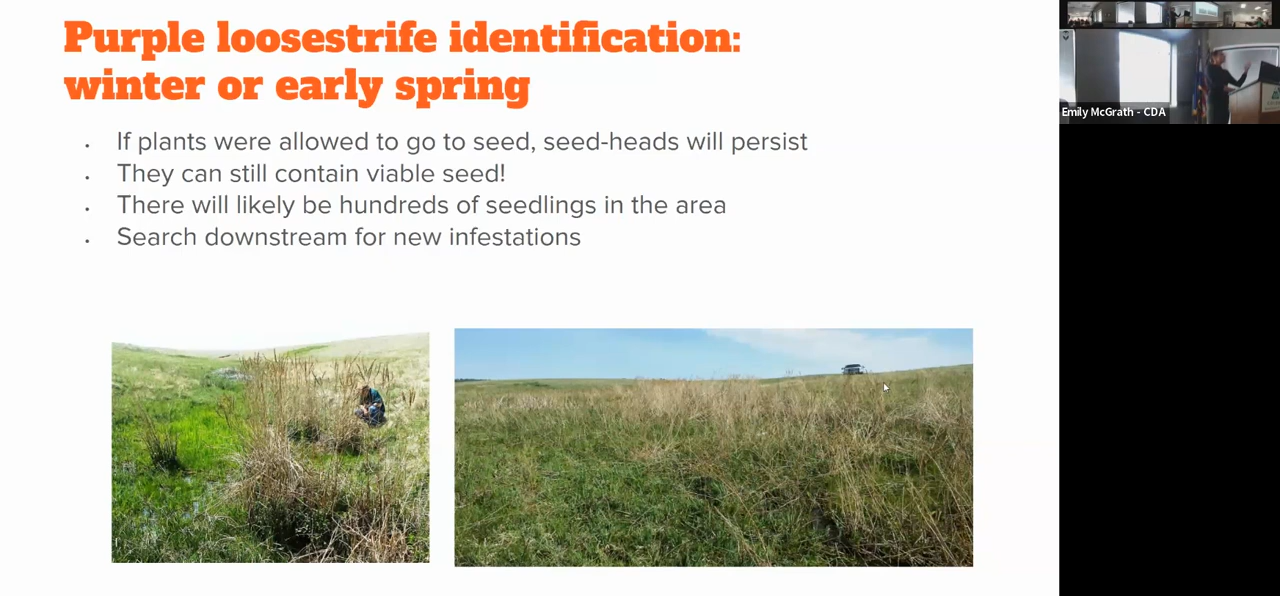 Purple loosestrife identification:
winter or early spring
• If plants were allowed to go to seed, seed-heads will persist
• They can still contain viable seed!
• There will likely be hundreds of seedlings in the area
• Search downstream for new infestations
Emily McGrath - CDA